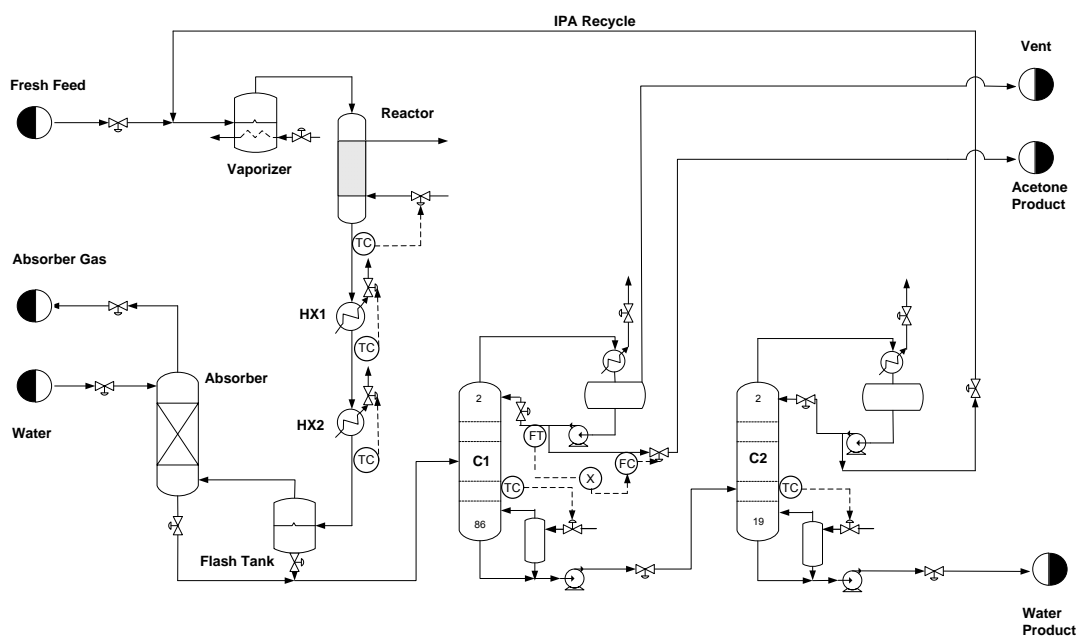 IPA Recycle
Vent
Fresh Feed
Reactor
Vaporizer
Acetone
Product
TC
Absorber Gas
HX1
TC
Absorber
Water
HX2
TC
2
C1
86
FT
X
FC
TC
2
C2
19
TC
Flash Tank
Water
Product